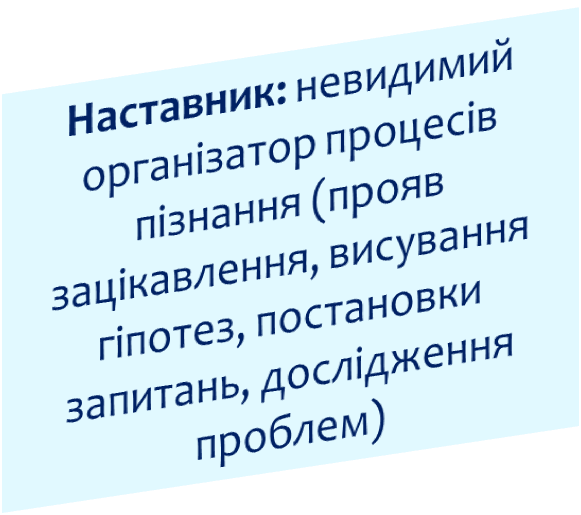 Наставник: невидимий
організатор процесів
пізнання (прояв
зацікавлення, висування
гіпотез, постановки
запитань, дослідження
проблем)